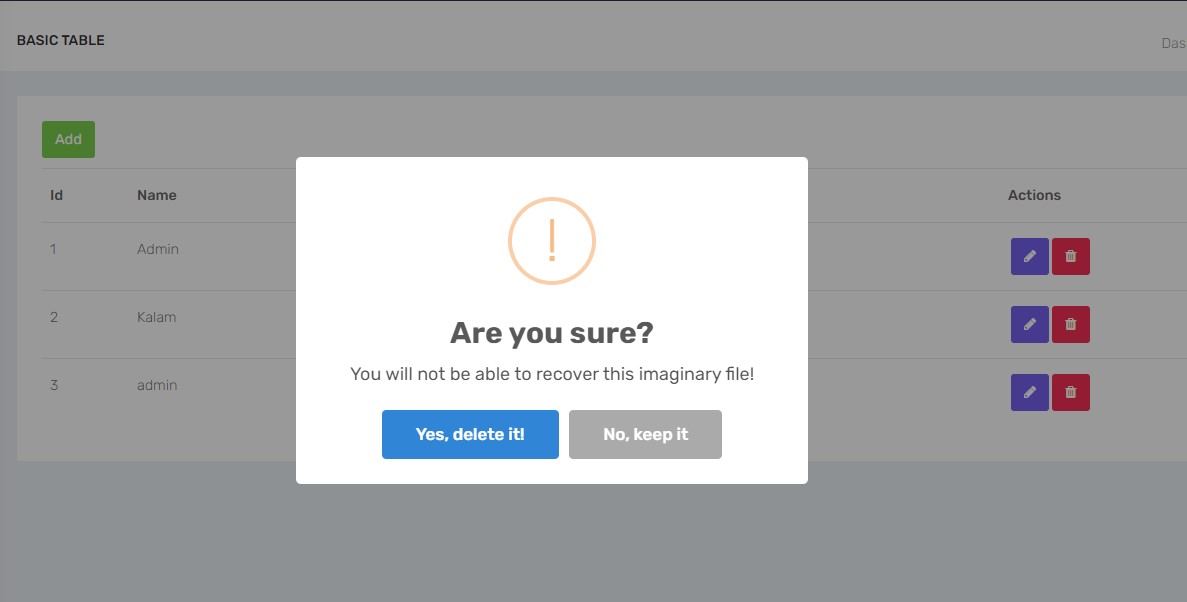 BASIC TABLE
Das
Add
Id Name Actions
1 Admin
2 Kalam
3 admin
!
Are you sure?
You will not be able to recover this imaginary file!
Yes, delete it! No, keep it